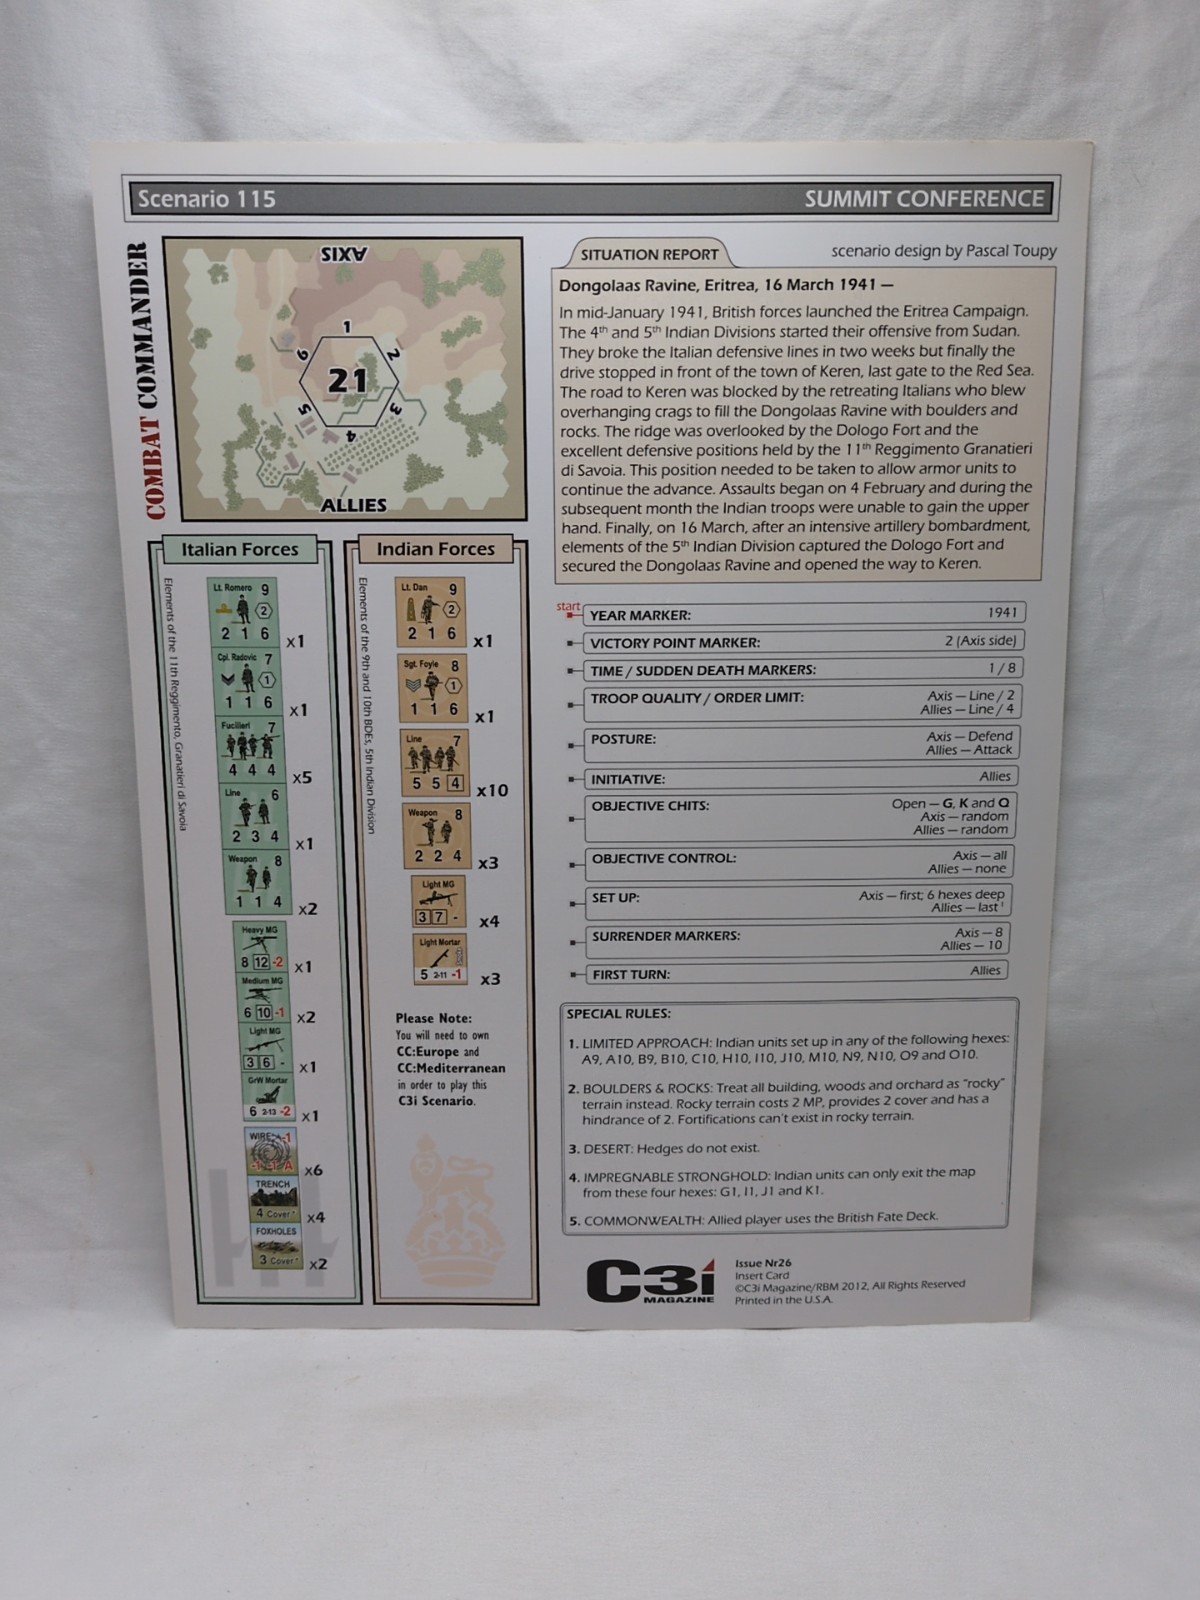 Scenario 115
SUMMIT CONFERENCE
COMBAT COMMANDER
AXIS
1
2
3
4
5
6
21
ALLIES
SITUATION REPORT
scenario design by Pascal Toupy
Dongolaas Ravine, Eritrea, 16 March 1941 —
In mid-January 1941, British forces launched the Eritrea Campaign.
The 4th and 5th Indian Divisions started their offensive from Sudan.
They broke the Italian defensive lines in two weeks but finally the
drive stopped in front of the town of Keren, last gate to the Red Sea.
The road to Keren was blocked by the retreating Italians who blew
overhanging crags to fill the Dongolaas Ravine with boulders and
rocks. The ridge was overlooked by the Dologo Fort and the
excellent defensive positions held by the 11th Reggimento Granatieri
di Savoia. This position needed to be taken to allow armor units to
continue the advance. Assaults began on 4 February and during the
subsequent month the Indian troops were unable to gain the upper
hand. Finally, on 16 March, after an intensive artillery bombardment,
elements of the 5th Indian Division captured the Dologo Fort and
secured the Dongolaas Ravine and opened the way to Keren.
Italian Forces
Elements of the 11th Reggimento, Granatieri di Savoia
Lt. Romero 9
2
2 1 6 x1
Cpl. Radovic 7
1
1 1 6 x1
Fucilieri 7
4 4 4 x5
Line 6
2 3 4 x1
Weapon 8
1 1 4 x2
Heavy MG
8 12 -2 x1
Medium MG
6 10 -1 x2
Light MG
3 6 - x1
GrW Mortar
6 2-13 -2 x1
WIRE -1
-1 -1 A x6
TRENCH
4 Cover* x4
FOXHOLES
3 Cover* x2
Indian Forces
Elements of the 9th and 10th BDEs, 5th Indian Division
Lt. Dan 9
2
2 1 6 x1
Sgt. Foyle 8
1
1 1 6 x1
Line 7
5 5 4 x10
Weapon 8
2 2 4 x3
Light MG
3 7 - x4
Light Mortar
5 2-11 -1 x3
Please Note:
You will need to own
CC:Europe and
CC:Mediterranean
in order to play this
C3i Scenario.
start
YEAR MARKER: 1941
VICTORY POINT MARKER: 2 (Axis side)
TIME / SUDDEN DEATH MARKERS: 1 / 8
TROOP QUALITY / ORDER LIMIT: Axis — Line / 2
Allies — Line / 4
POSTURE: Axis — Defend
Allies — Attack
INITIATIVE: Allies
OBJECTIVE CHITS: Open — G, K and Q
Axis — random
Allies — random
OBJECTIVE CONTROL: Axis — all
Allies — none
SET UP: Axis — first; 6 hexes deep
Allies — last 1
SURRENDER MARKERS: Axis — 8
Allies — 10
FIRST TURN: Allies
SPECIAL RULES:
1. LIMITED APPROACH: Indian units set up in any of the following hexes:
A9, A10, B9, B10, C10, H10, I10, J10, M10, N9, N10, O9 and O10.
2. BOULDERS & ROCKS: Treat all building, woods and orchard as "rocky"
terrain instead. Rocky terrain costs 2 MP, provides 2 cover and has a
hindrance of 2. Fortifications can't exist in rocky terrain.
3. DESERT: Hedges do not exist.
4. IMPREGNABLE STRONGHOLD: Indian units can only exit the map
from these four hexes: G1, I1, J1 and K1.
5. COMMONWEALTH: Allied player uses the British Fate Deck.
C3i
MAGAZINE
Issue Nr26
Insert Card
©C3i Magazine/RBM 2012, All Rights Reserved
Printed in the U.S.A.